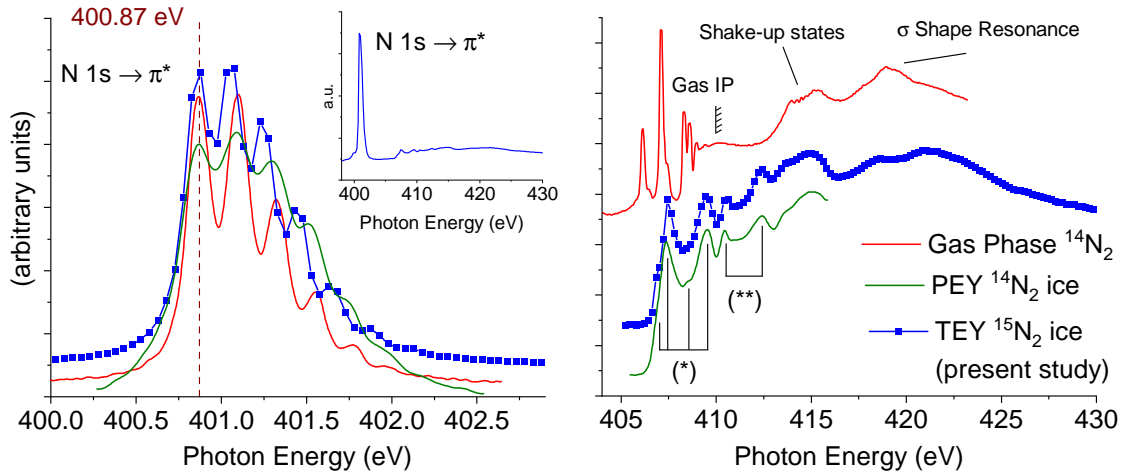 400.87 eV
N 1s → π*
(arbitrary units)
400.0 400.5 401.0 401.5 402.0 402.5
Photon Energy (eV)
N 1s → π*
a.u.
400 410 420 430
Photon Energy (eV)
Shake-up states
σ Shape Resonance
Gas IP
(*)
(**)
Gas Phase ¹⁴N₂
PEY ¹⁴N₂ ice
TEY ¹⁵N₂ ice
(present study)
405 410 415 420 425 430
Photon Energy (eV)